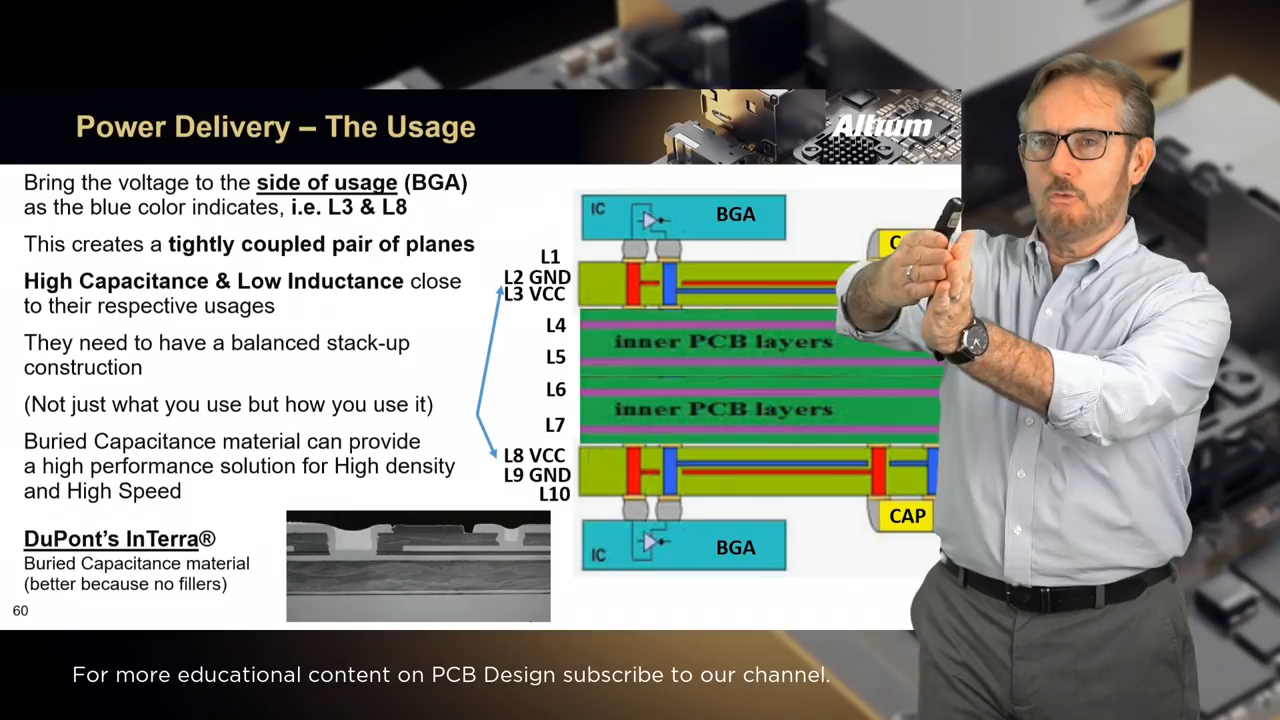 Power Delivery – The Usage
Altium
Bring the voltage to the side of usage (BGA)
as the blue color indicates, i.e. L3 & L8
This creates a tightly coupled pair of planes
High Capacitance & Low Inductance close
to their respective usages
They need to have a balanced stack-up
construction
(Not just what you use but how you use it)
Buried Capacitance material can provide
a high performance solution for High density
and High Speed
DuPont's InTerra®
Buried Capacitance material
(better because no fillers)
60
IC
BGA
L1
L2 GND
L3 VCC
L4
inner PCB layers
L5
L6
inner PCB layers
L7
L8 VCC
L9 GND
L10
CAP
IC
BGA
For more educational content on PCB Design subscribe to our channel.